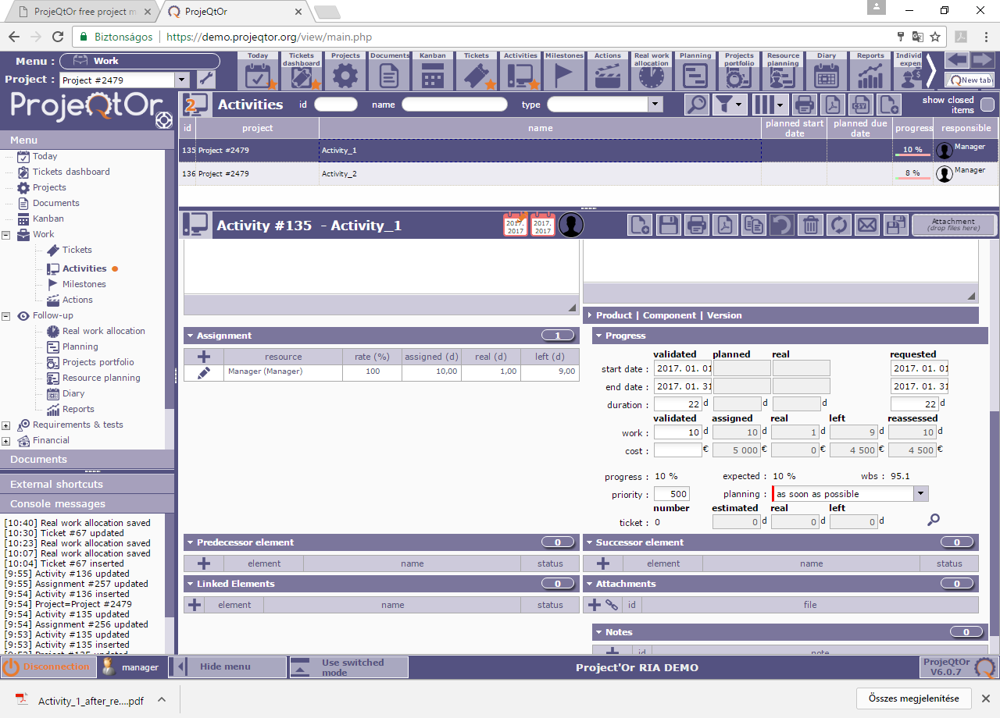 ProjeQtOr free project m
ProjeQtOr
Biztonságos
https://demo.projeqtor.org/view/main.php
Menu :
Work
Project :
Project #2479
Today
Tickets dashboard
Projects
Documents
Kanban
Tickets
Activities
Milestones
Actions
Real work allocation
Planning
Projects portfolio
Resource planning
Diary
Reports
Individ
expen
New tab
ProjeQtOr
2
Activities
id
name
type
show closed items
id project name planned start date planned due date progress responsible
135 Project #2479 Activity_1 10 % Manager
136 Project #2479 Activity_2 8 % Manager
Menu
Today
Tickets dashboard
Projects
Documents
Kanban
Work
Tickets
Activities
Milestones
Actions
Follow-up
Real work allocation
Planning
Projects portfolio
Resource planning
Diary
Reports
Requirements & tests
Financial
Documents
External shortcuts
Console messages
[10:40] Real work allocation saved
[10:30] Ticket #67 updated
[10:23] Real work allocation saved
[10:07] Real work allocation saved
[10:04] Ticket #67 inserted
[9:55] Activity #136 updated
[9:55] Assignment #257 updated
[9:54] Activity #136 inserted
[9:54] Project=Project #2479
[9:54] Activity #135 updated
[9:54] Assignment #256 updated
[9:53] Activity #135 updated
[9:53] Activity #135 inserted
Activity #135 - Activity_1
2017.
2017
2017.
2017
Attachment
(drop files here)
Product | Component | Version
Assignment 1
resource rate (%) assigned (d) real (d) left (d)
Manager (Manager) 100 10,00 1,00 9,00
Progress
validated planned real requested
start date : 2017. 01. 01 2017. 01. 01
end date : 2017. 01. 31 2017. 01. 31
duration : 22 d d d 22 d
validated assigned real left reassessed
work : 10 d 10 d 1 d 9 d 10 d
cost : € 5 000 € 0 € 4 500 € 4 500 €
progress : 10 % expected : 10 % wbs : 95.1
priority : 500 planning : as soon as possible
number estimated real left
ticket : 0 0 d 0 d 0 d
Predecessor element 0
element name status
Successor element 0
element name status
Linked Elements 0
element name status
Attachments 0
id file
Notes 0
id note
Disconnection
manager
Hide menu
Use switched mode
Project'Or RIA DEMO
ProjeQtOr
V6.0.7
Activity_1_after_re....pdf
Összes megjelenítése